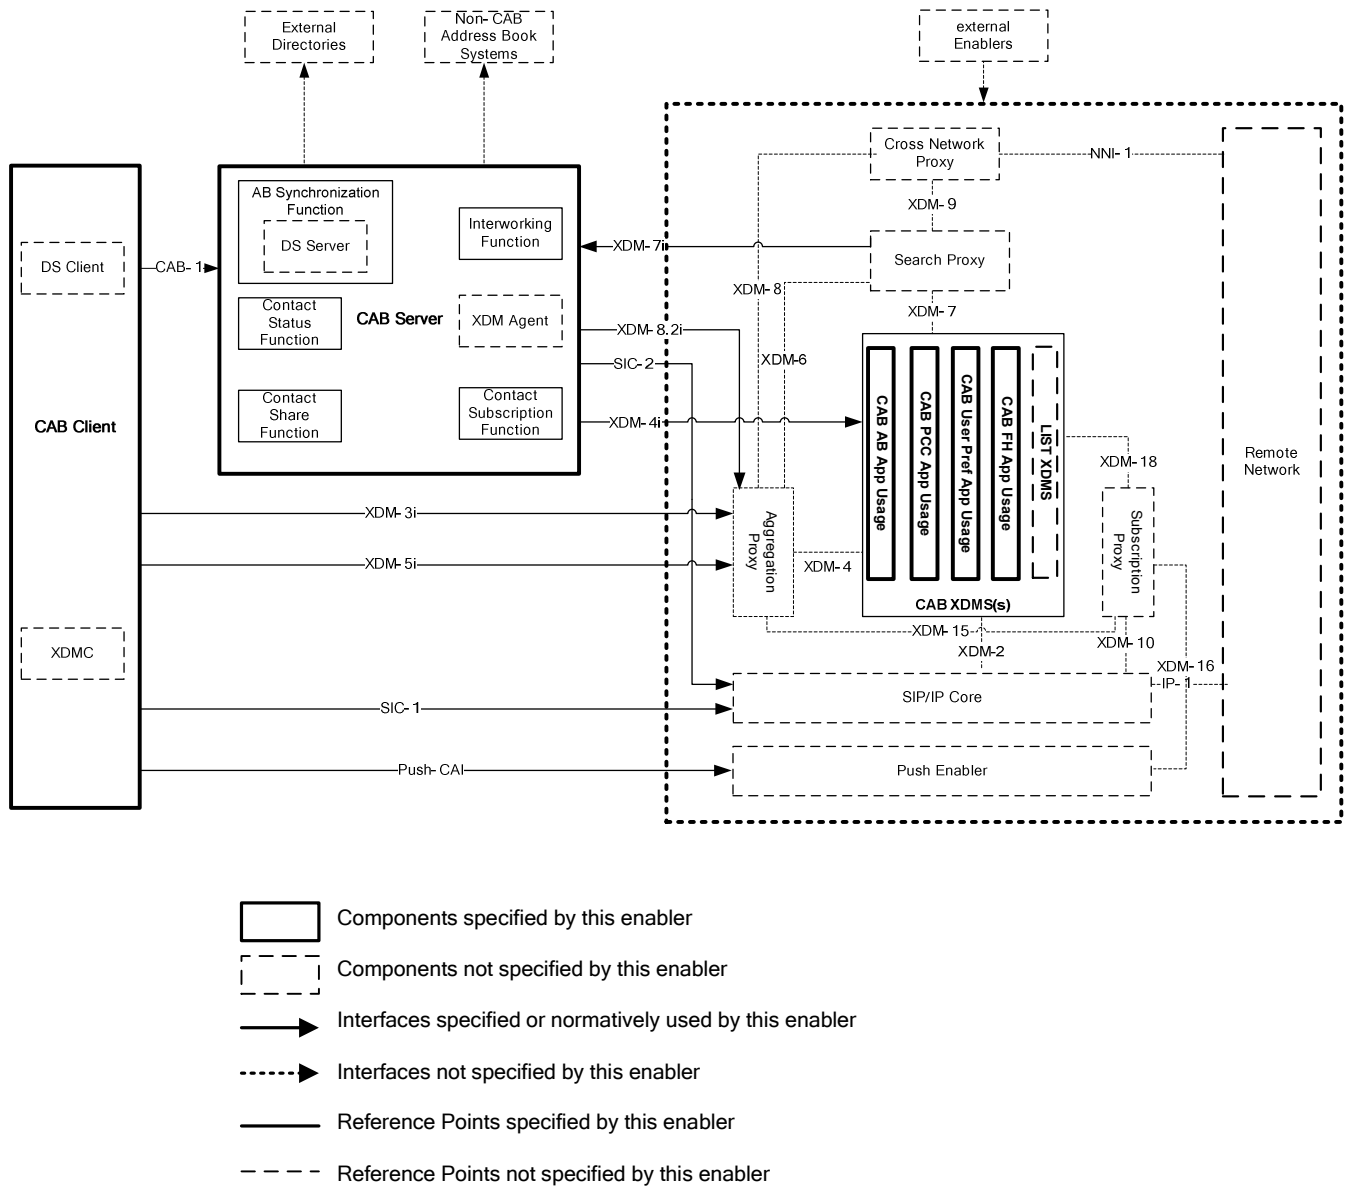 External
Directories
Non- CAB
Address Book
Systems
external
Enablers
Cross Network
Proxy
NNI- 1
AB Synchronization
Function
DS Server
Interworking
Function
XDM- 9
DS Client
CAB- 1
XDM- 7i
Search Proxy
XDM- 8
Contact
Status
Function
CAB Server
XDM Agent
XDM- 8.2i
XDM- 7
SIC- 2
XDM-6
Contact
Share
Function
Contact
Subscription
Function
XDM- 4i
CAB Client
CAB AB App Usage
CAB PCC App Usage
CAB User Pref App Usage
CAB FH App Usage
LIST XDMS
XDM- 18
Remote
Network
XDM- 3i
Aggregation
Proxy
Subscription
Proxy
XDM- 5i
XDM- 4
CAB XDMS(s)
XDM- 15
XDM- 10
XDMC
XDM-2
XDM- 16
IP- 1
SIP/IP Core
SIC- 1
Push- CAI
Push Enabler
Components specified by this enabler
Components not specified by this enabler
Interfaces specified or normatively used by this enabler
Interfaces not specified by this enabler
Reference Points specified by this enabler
Reference Points not specified by this enabler